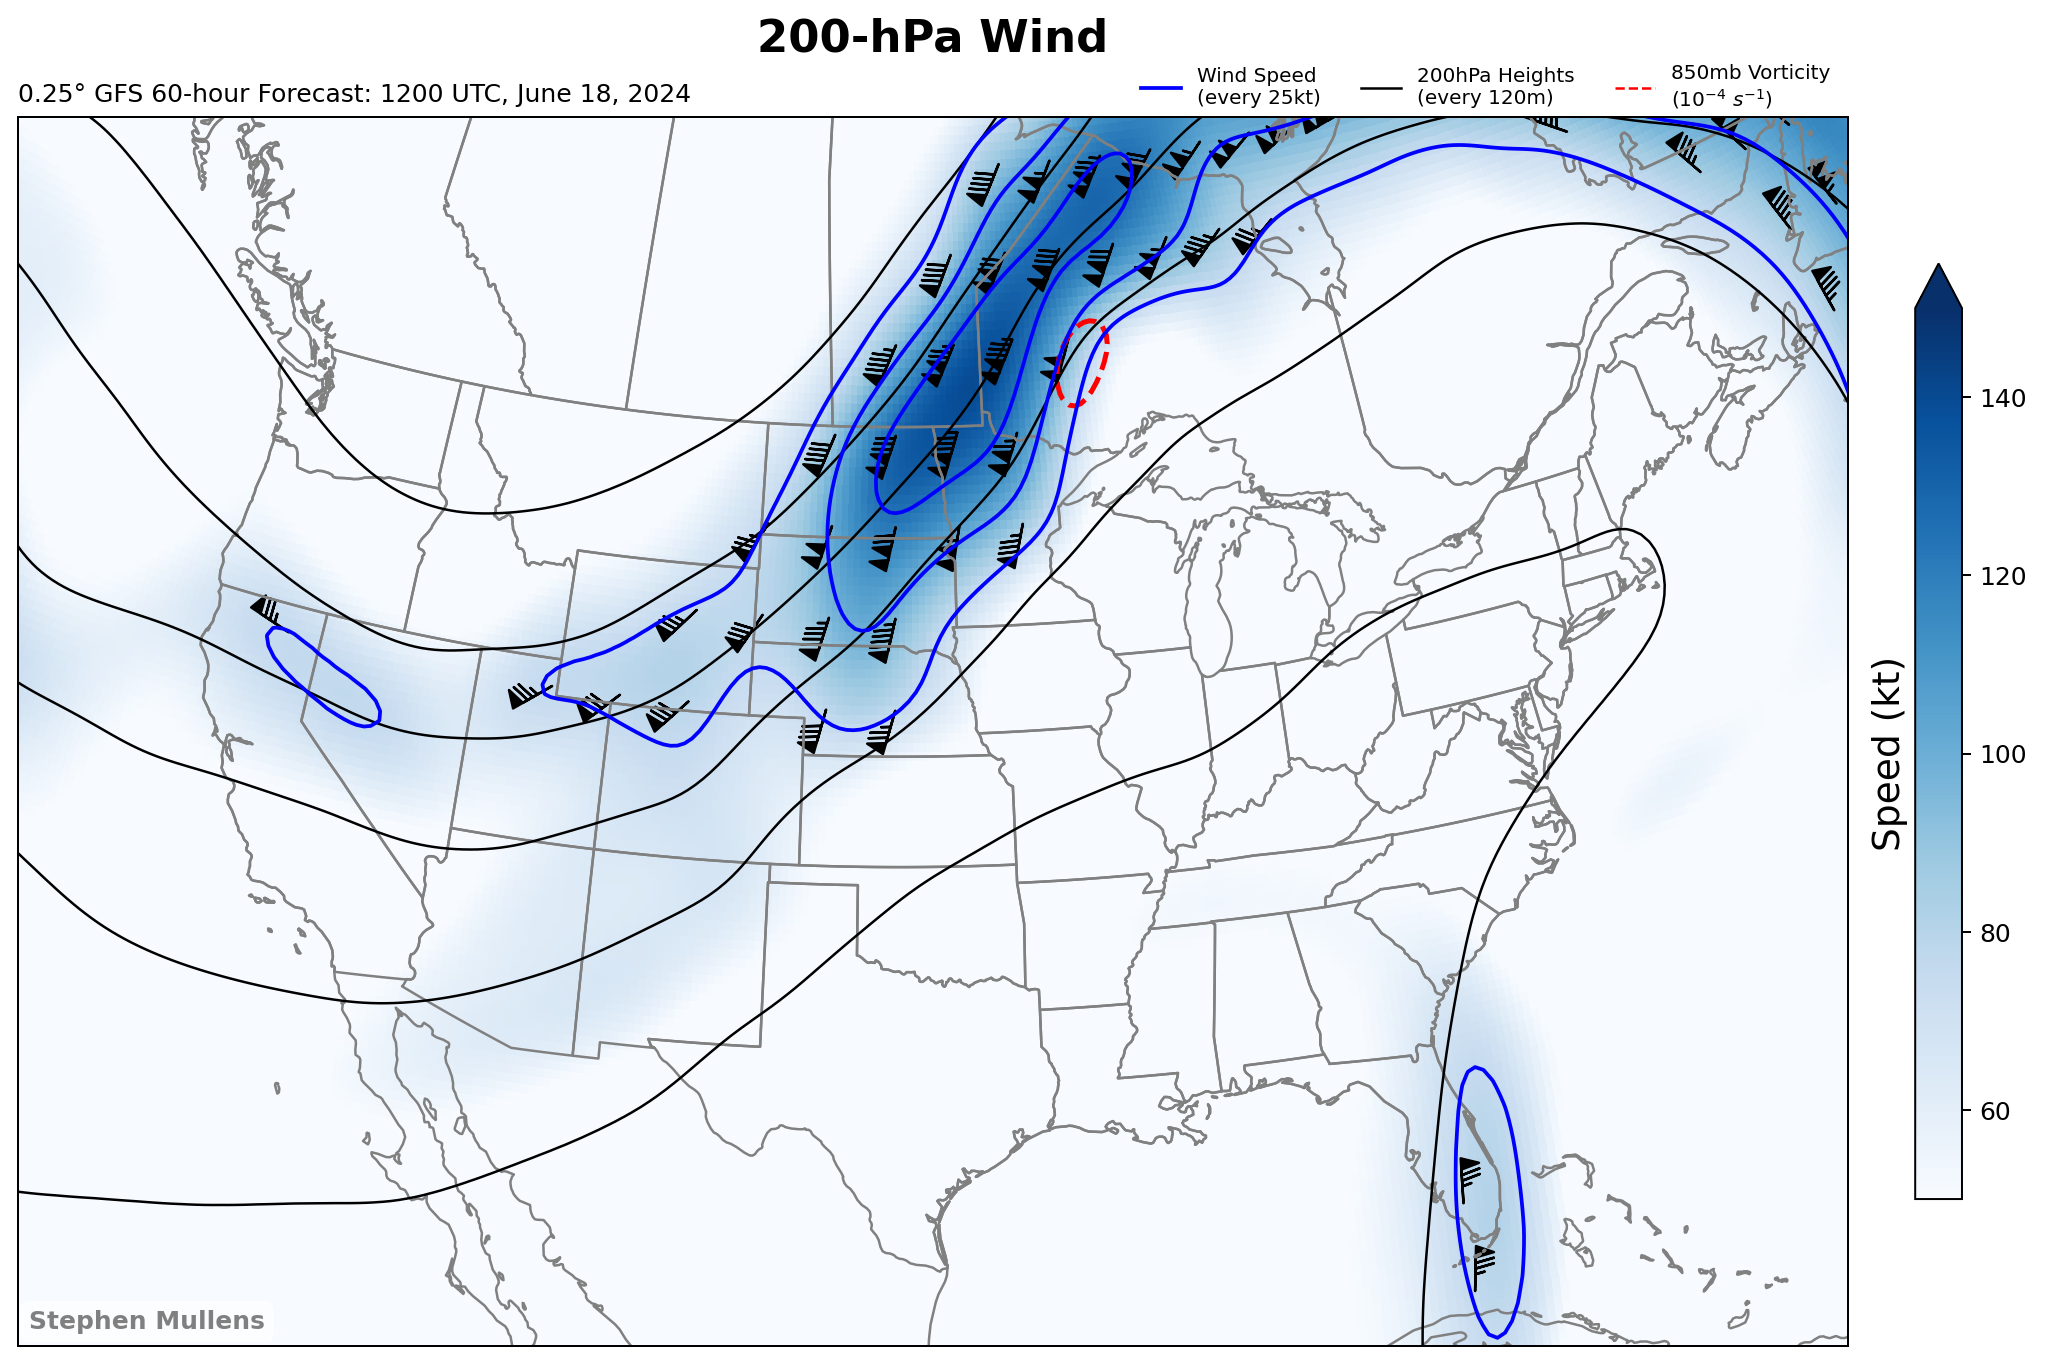 200-hPa Wind
0.25° GFS 60-hour Forecast: 1200 UTC, June 18, 2024
Wind Speed
(every 25kt)
200hPa Heights
(every 120m)
850mb Vorticity
(10⁻⁴ s⁻¹)
140
120
100
80
60
Speed (kt)
Stephen Mullens